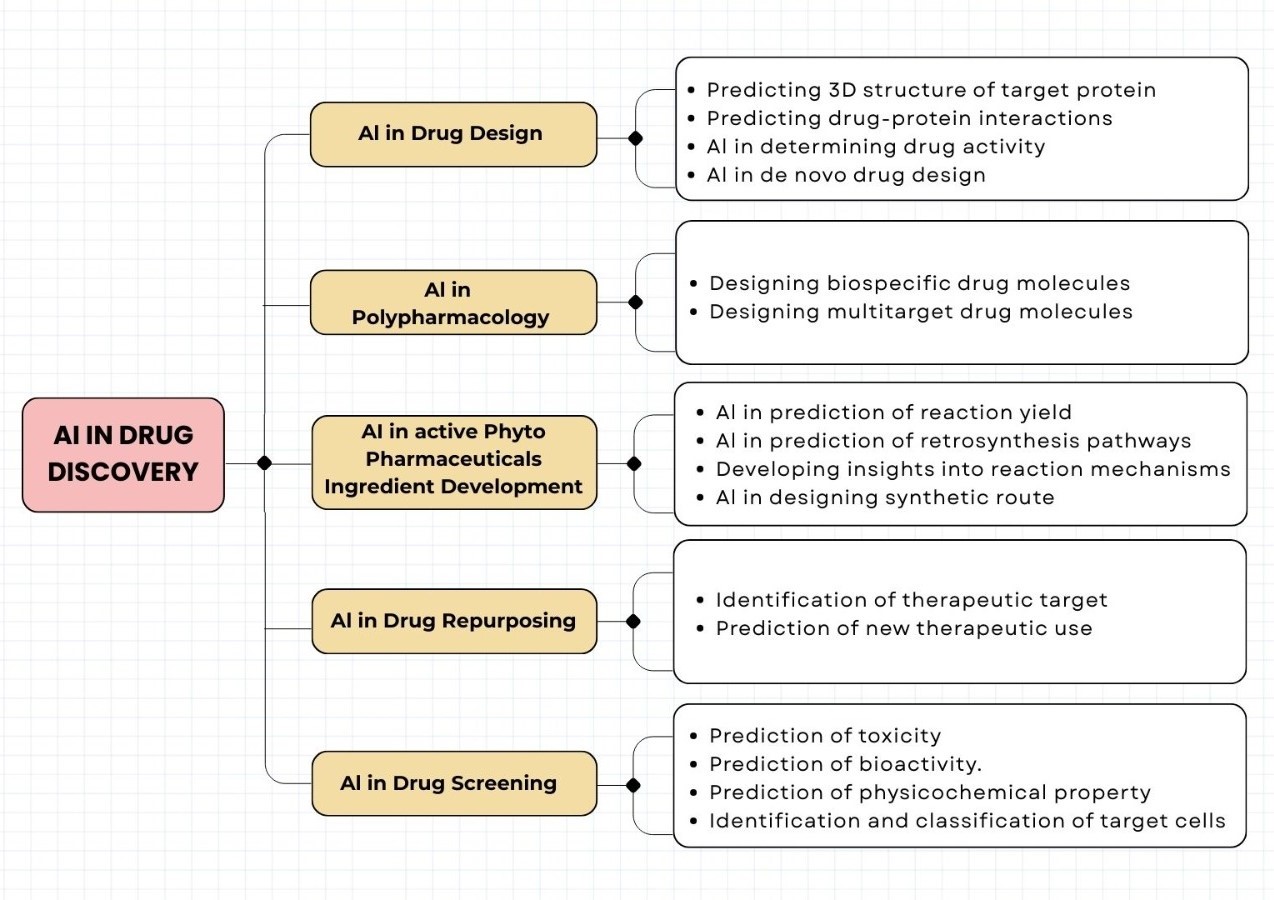 AI IN DRUG
DISCOVERY
AI in Drug Design
• Predicting 3D structure of target protein
• Predicting drug-protein interactions
• AI in determining drug activity
• AI in de novo drug design
AI in
Polypharmacology
• Designing biospecific drug molecules
• Designing multitarget drug molecules
AI in active Phyto
Pharmaceuticals
Ingredient Development
• AI in prediction of reaction yield
• AI in prediction of retrosynthesis pathways
• Developing insights into reaction mechanisms
• AI in designing synthetic route
AI in Drug Repurposing
• Identification of therapeutic target
• Prediction of new therapeutic use
AI in Drug Screening
• Prediction of toxicity
• Prediction of bioactivity.
• Prediction of physicochemical property
• Identification and classification of target cells